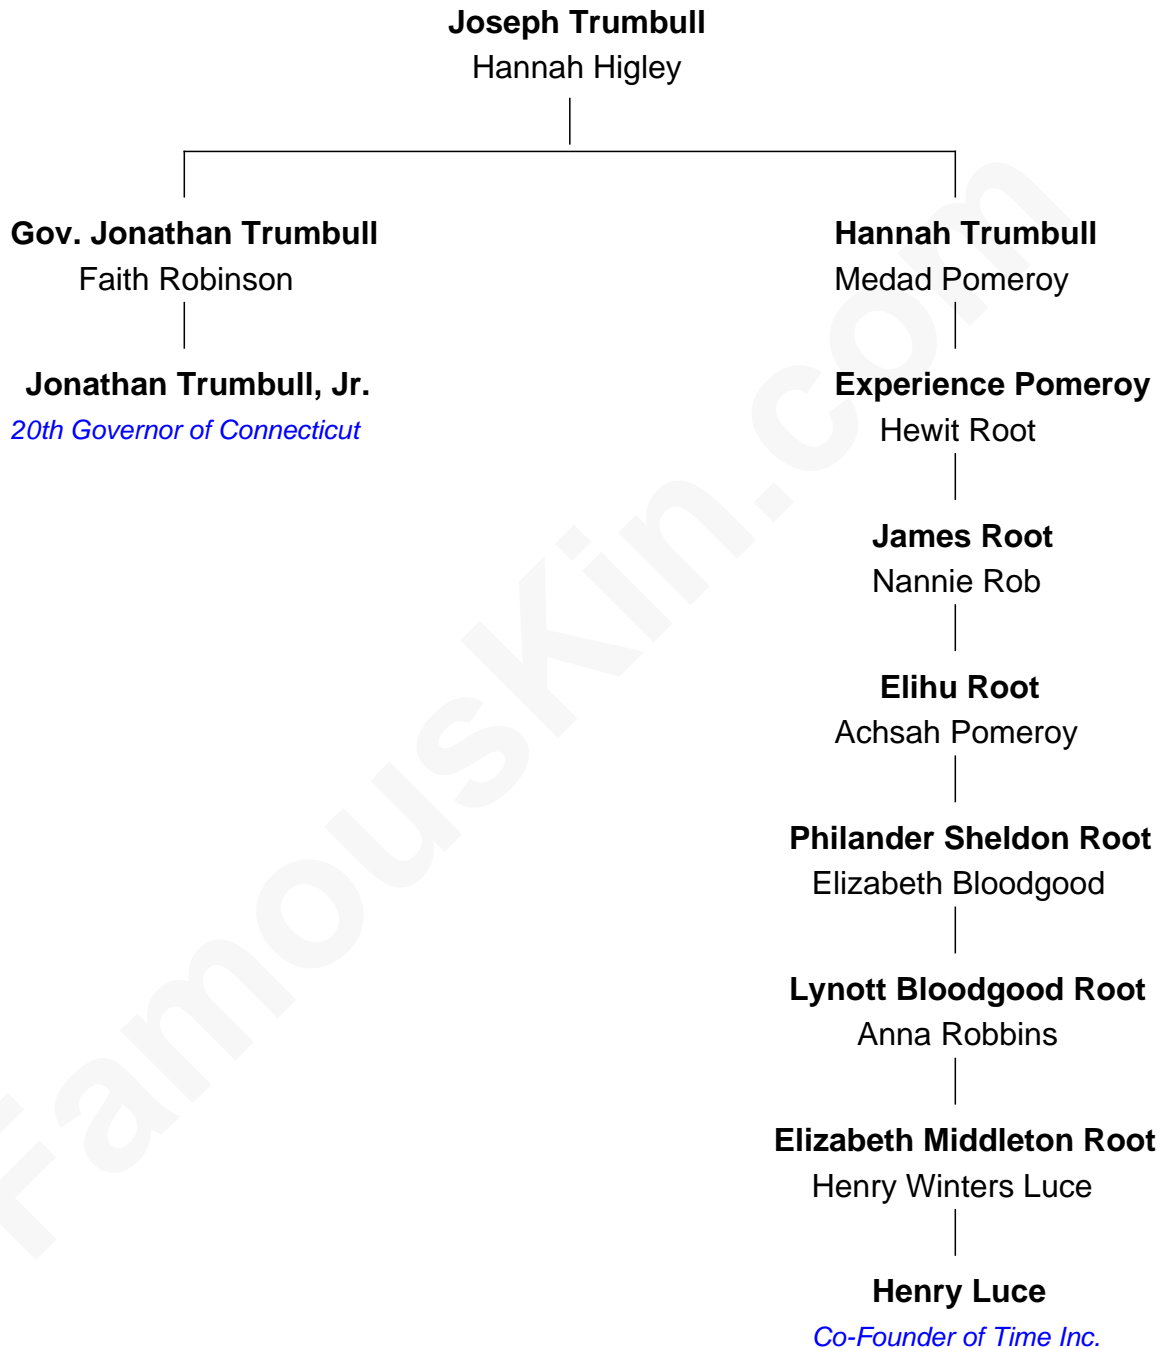 Joseph Trumbull
Hannah Higley
Gov. Jonathan Trumbull
Faith Robinson
Jonathan Trumbull, Jr.
20th Governor of Connecticut
Hannah Trumbull
Medad Pomeroy
Experience Pomeroy
Hewit Root
James Root
Nannie Rob
Elihu Root
Achsah Pomeroy
Philander Sheldon Root
Elizabeth Bloodgood
Lynott Bloodgood Root
Anna Robbins
Elizabeth Middleton Root
Henry Winters Luce
Henry Luce
Co-Founder of Time Inc.
FamousKin.com